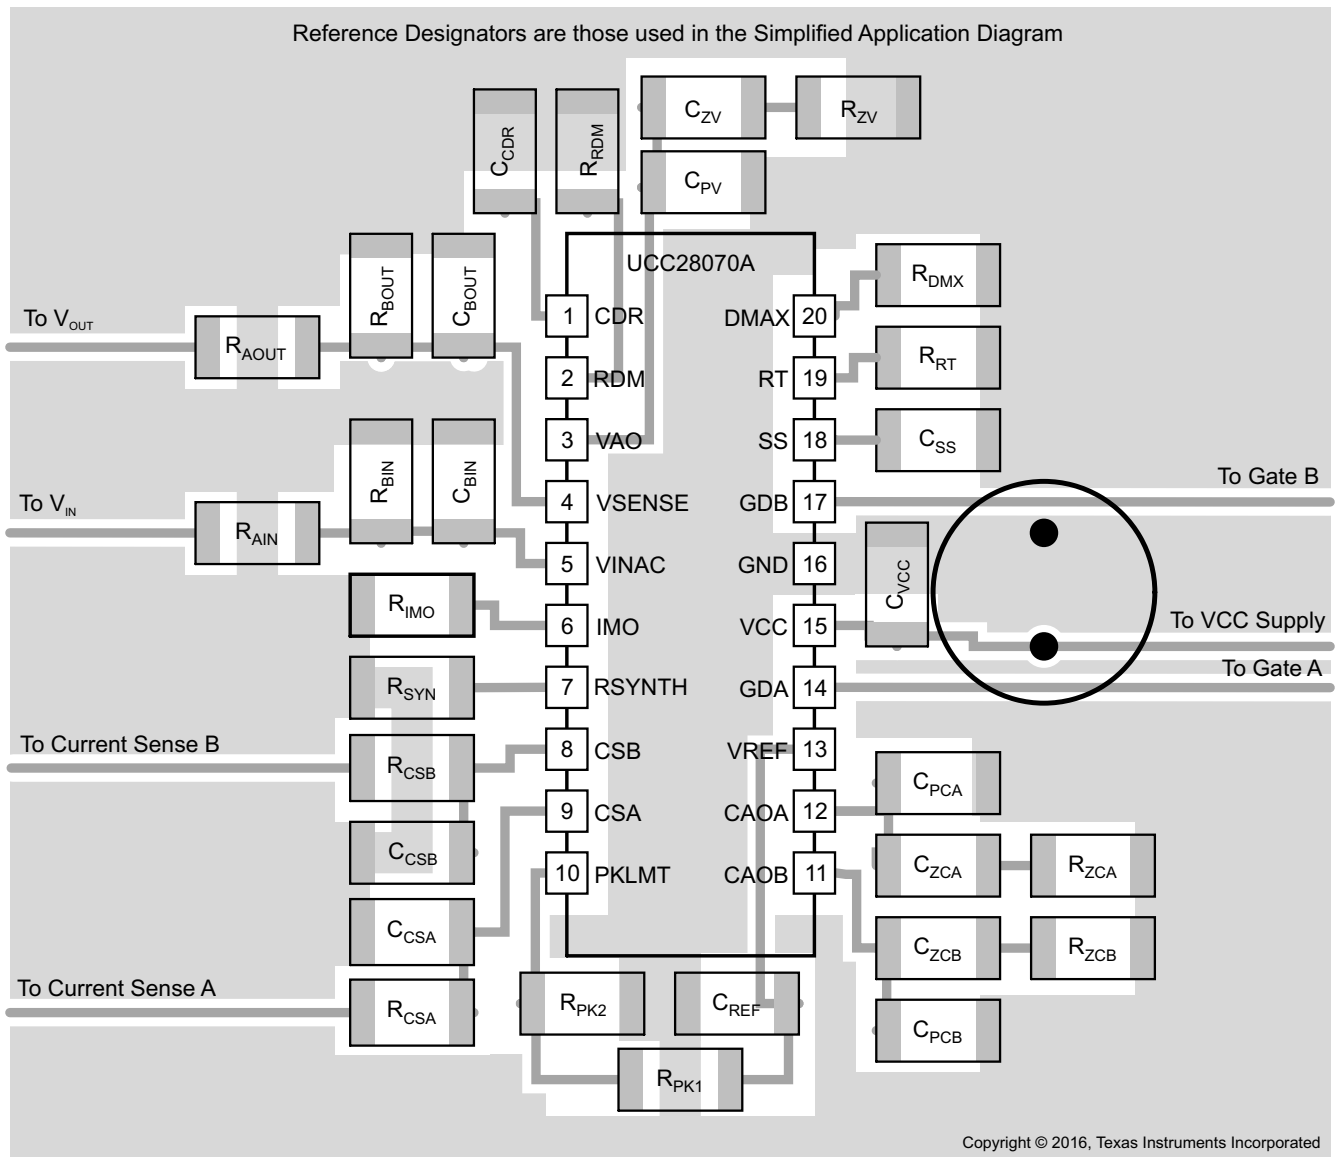 Reference Designators are those used in the Simplified Application Diagram
CZV
RZV
CCDR
RRDM
CPV
UCC28070A
RBOUT
CBOUT
RDMX
To VOUT
RAOUT
1 CDR
DMAX 20
RRT
2 RDM
RT 19
3 VAO
SS 18
CSS
RBIN
CBIN
To Gate B
To VIN
4 VSENSE
GDB 17
RAIN
5 VINAC
GND 16
CVCC
RIMO
6 IMO
VCC 15
To VCC Supply
To Gate A
RSYN
7 RSYNTH
GDA 14
To Current Sense B
RCSB
8 CSB
VREF 13
CPCA
9 CSA
CAOA 12
CCSB
10 PKLMT
CAOB 11
CZCA
RZCA
CCSA
CZCB
RZCB
To Current Sense A
RCSA
RPK2
CREF
CPCB
RPK1
Copyright © 2016, Texas Instruments Incorporated